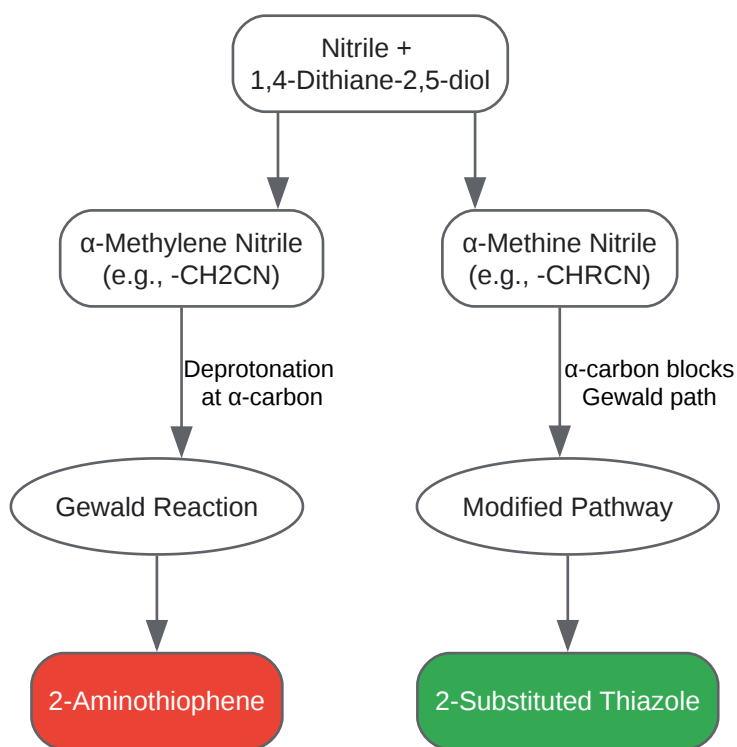 Nitrile +
1,4-Dithiane-2,5-diol
α-Methylene Nitrile
(e.g., -CH2CN)
α-Methine Nitrile
(e.g., -CHRCN)
Deprotonation
at α-carbon
α-carbon blocks
Gewald path
Gewald Reaction
Modified Pathway
2-Aminothiophene
2-Substituted Thiazole